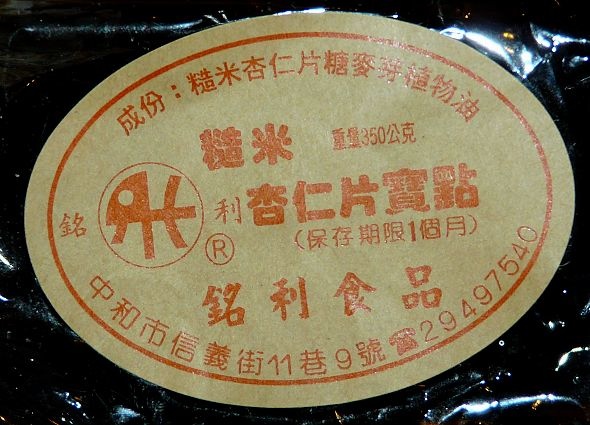 成份：糙米杏仁片糖麥芽植物油
糙米 重量350公克
銘 利 杏仁片寶點
®
(保存期限1個月)
銘利食品
中和市信義街11巷9號☎29497540